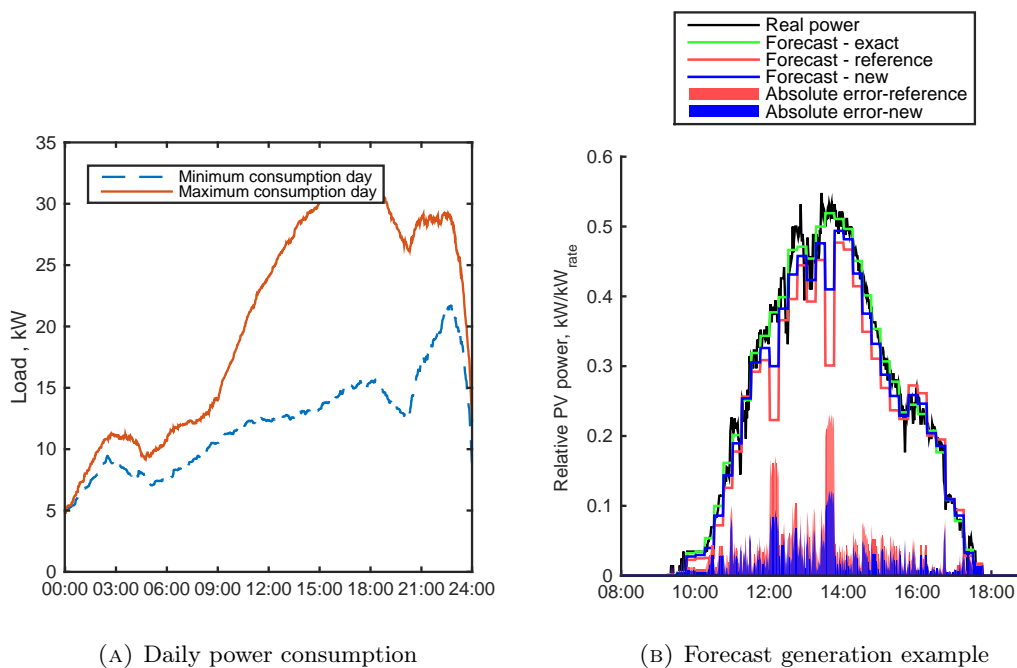 Real power
Forecast - exact
Forecast - reference
Forecast - new
Absolute error-reference
Absolute error-new
35
30
25
20
15
10
5
0
Load , kW
Minimum consumption day
Maximum consumption day
00:00 03:00 06:00 09:00 12:00 15:00 18:00 21:00 24:00
0.6
0.5
0.4
0.3
0.2
0.1
0
Relative PV power, kW/kWrate
08:00 10:00 12:00 14:00 16:00 18:00
(A) Daily power consumption
(B) Forecast generation example